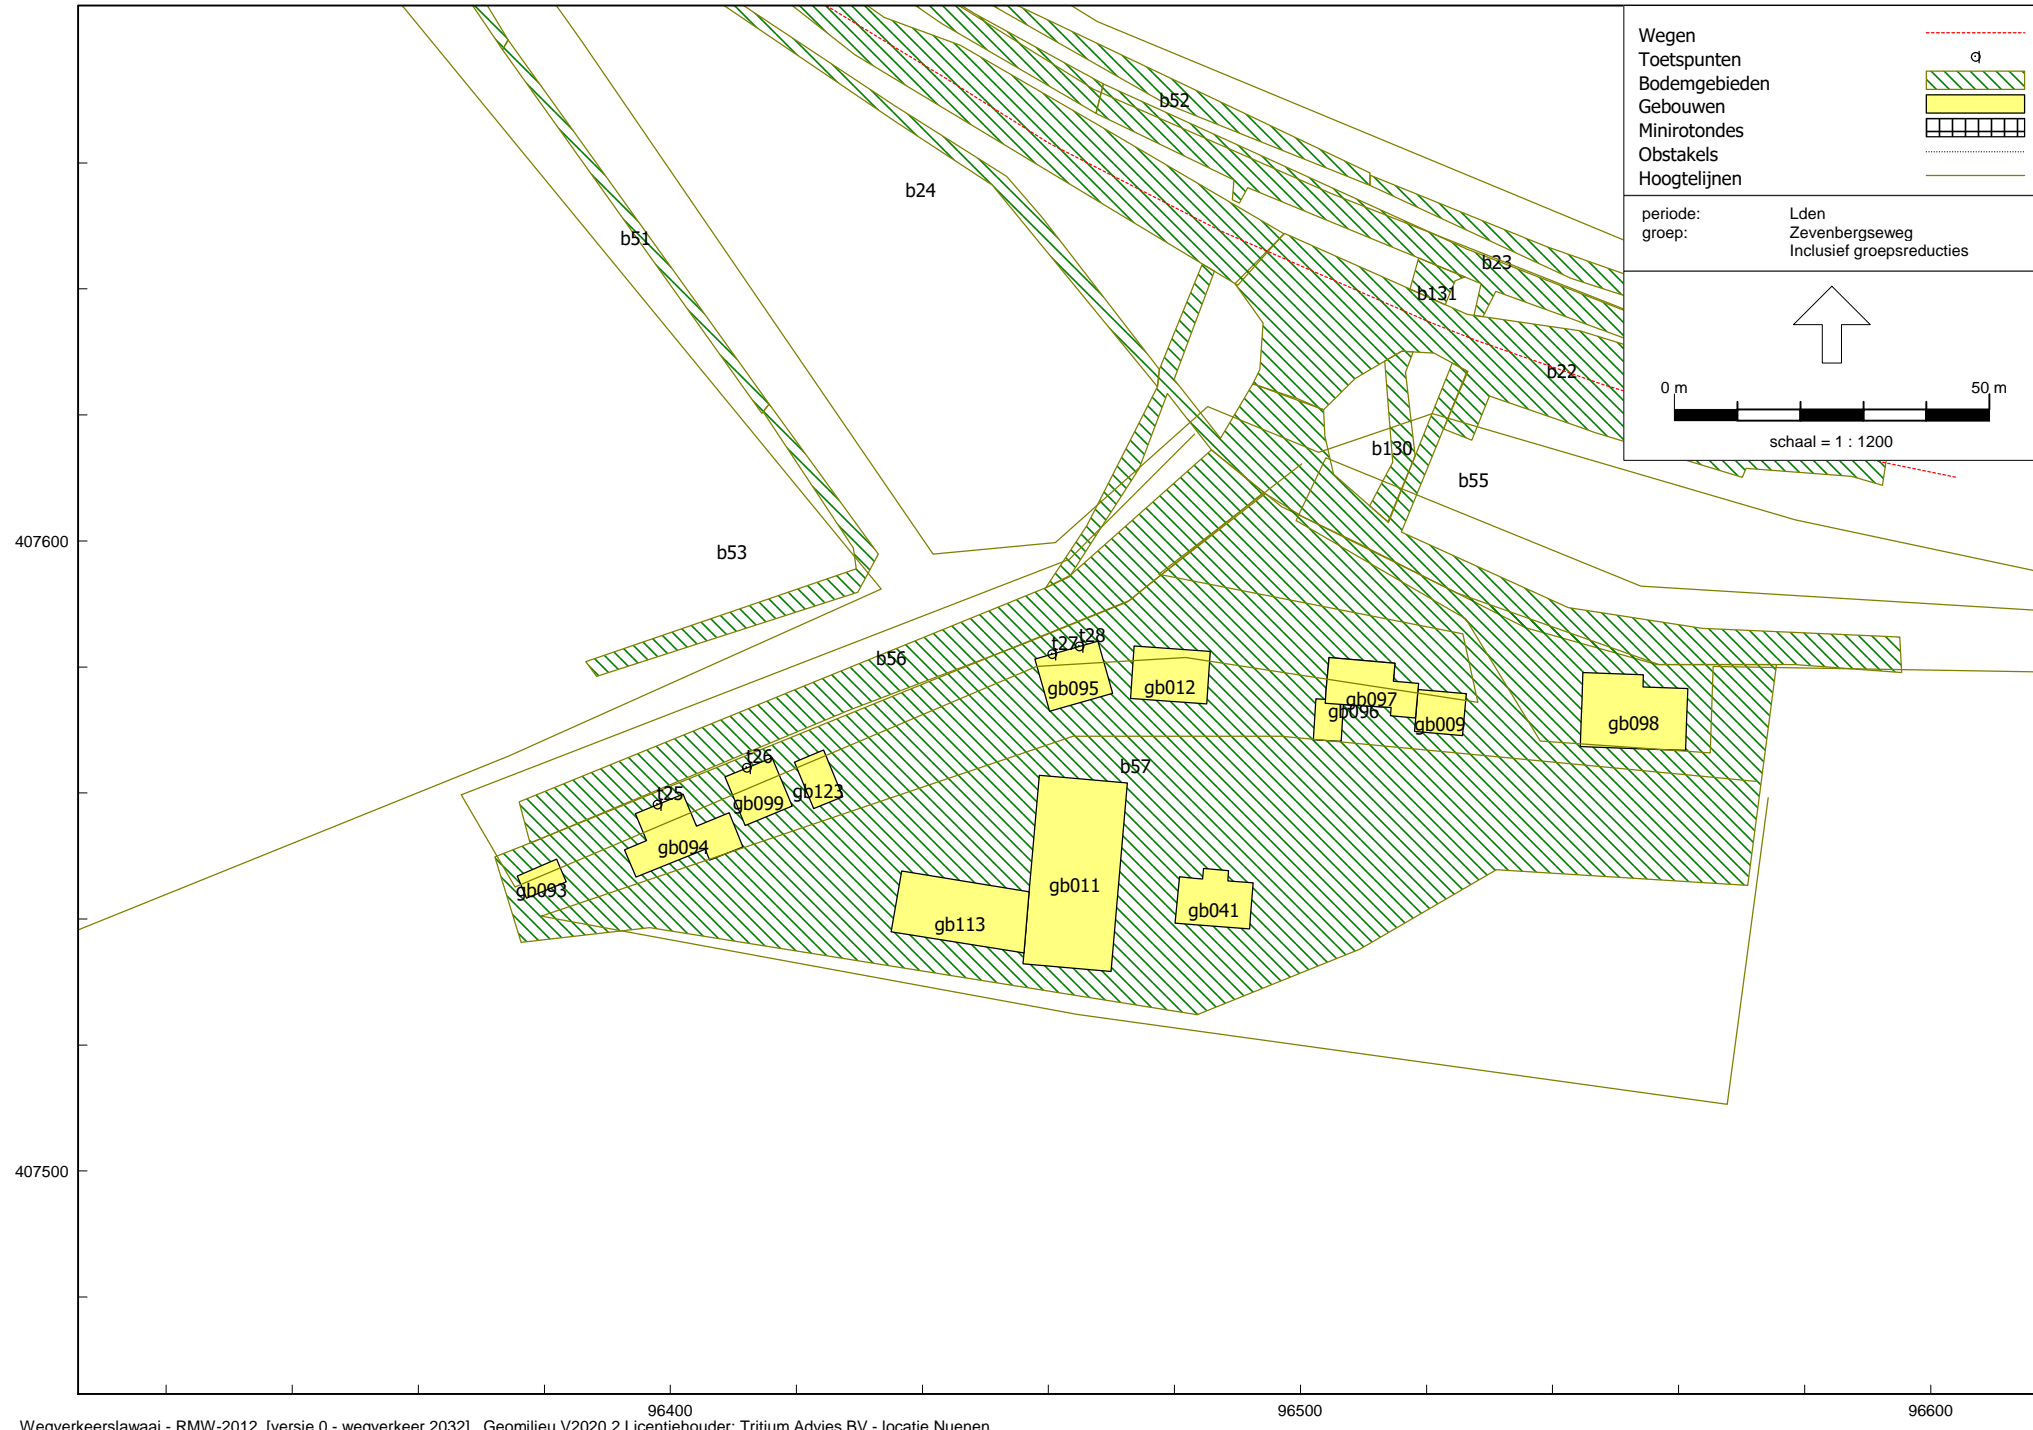 Wegen
Toetspunten
Bodemgebieden
Gebouwen
Minirotondes
Obstakels
Hoogtelijnen
periode: Lden
groep: Zevenbergseweg
Inclusief groepsreducties
0 m 50 m
schaal = 1 : 1200
b52
b24
b51
b23
b131
b22
b130
b55
407600
b53
t28
t27
b56
gb095
gb012
gb097
gb096
gb009
gb098
t26
b57
t25
gb123
gb099
gb094
gb093
gb011
gb113
gb041
407500
96400
96500
96600
Wegverkeerslawaai - RMW-2012, [versie 0 - wegverkeer 2032] , Geomilieu V2020.2 Licentiehouder: Tritium Advies BV - locatie Nuenen